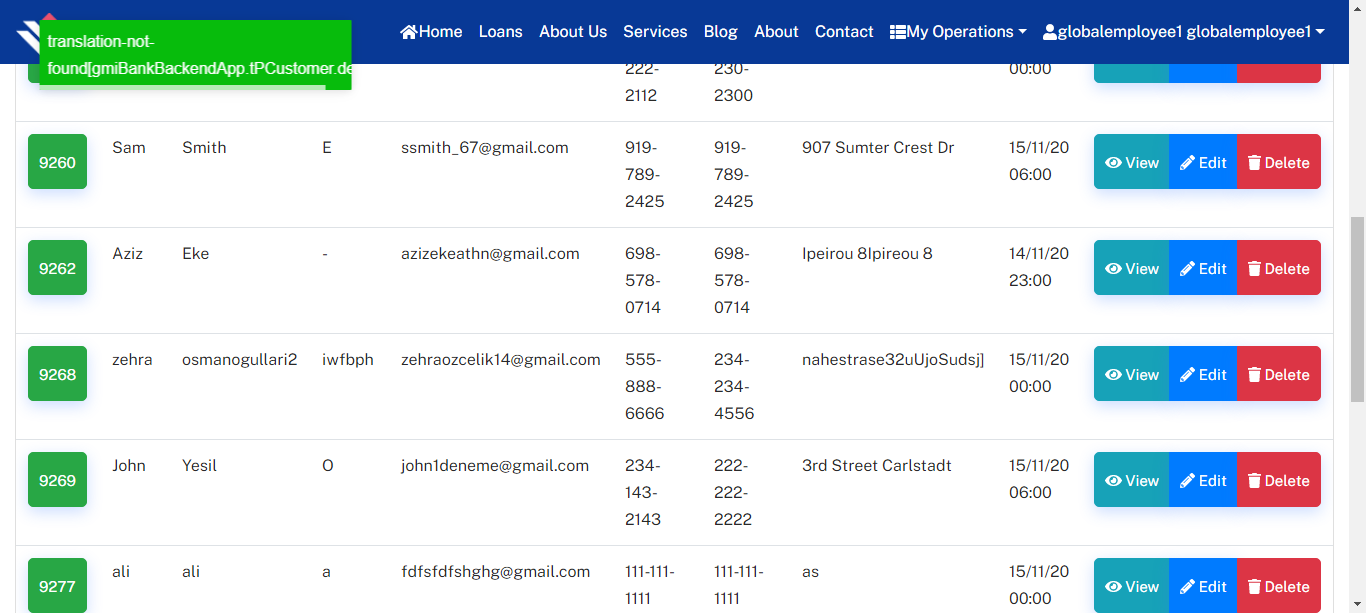 Home Loans About Us Services Blog About Contact My Operations globalemployee1 globalemployee1
translation-not-
found[gmiBankBackendApp.tPCustomer.de
222- 230- 00:00
2112 2300
9260 Sam Smith E ssmith_67@gmail.com 919- 919- 907 Sumter Crest Dr 15/11/20 View Edit Delete
789- 789- 06:00
2425 2425
9262 Aziz Eke - azizekeathn@gmail.com 698- 698- Ipeirou 8Ipireou 8 14/11/20 View Edit Delete
578- 578- 23:00
0714 0714
9268 zehra osmanogullari2 iwfbph zehraozcelik14@gmail.com 555- 234- nahestrase32uUjoSudsj] 15/11/20 View Edit Delete
888- 234- 00:00
6666 4556
9269 John Yesil O john1deneme@gmail.com 234- 222- 3rd Street Carlstadt 15/11/20 View Edit Delete
143- 222- 06:00
2143 2222
9277 ali ali a fdfsfdfshghg@gmail.com 111-111- 111-111- as 15/11/20 View Edit Delete
1111 1111 00:00